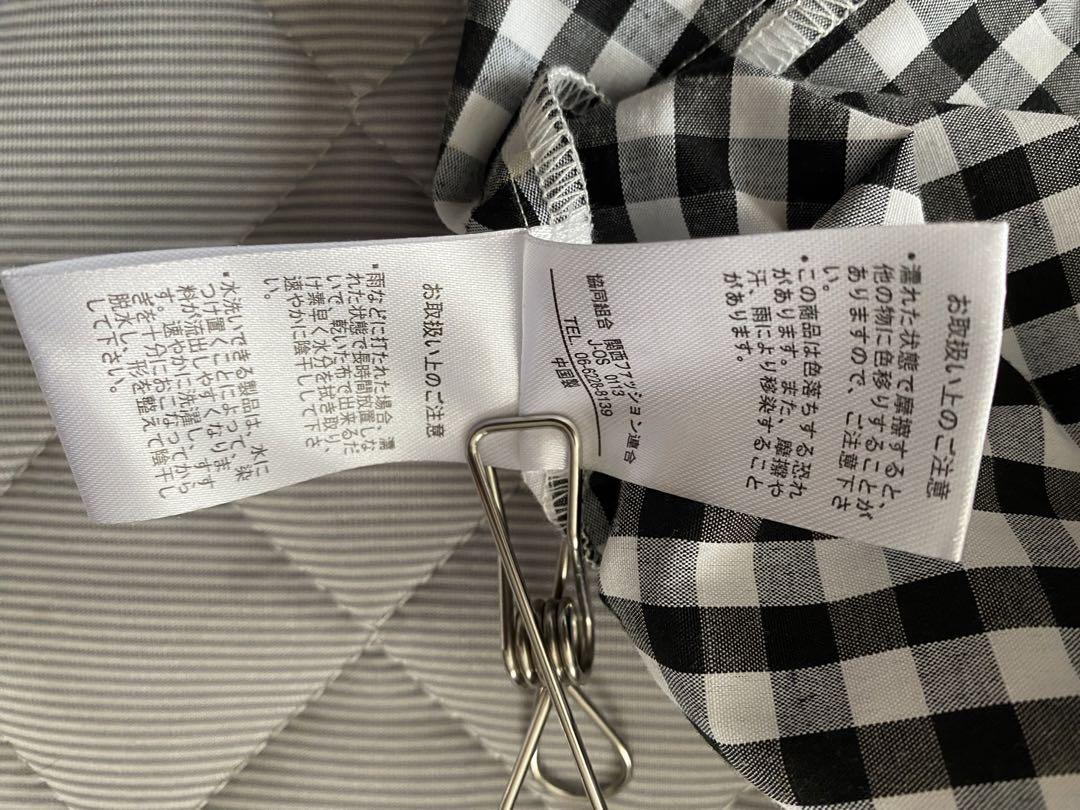 お取扱い上のご注意
・濡れた状態で摩擦すると、
他の物に色移りすることが
ありますので、ご注意下さ
い。
・この商品は色落ちする恐れ
があります。また、摩擦や
汗、雨により移染すること
があります。
協同組合 関西ファッション連合
J-OS 0113
TEL 06-6228-8139
中国製
お取扱い上のご注意
・雨などに打たれた場合、濡
れた状態で長時間放置しな
いで、乾いた布で出来るだ
け素早く水分を拭き取り、
速やかに陰干しして下さ
い。
・水洗いできる製品は、水に
つけ置くことによって、染
料が流出しやすくなりま
す。速やかに洗濯し、すす
ぎを十分におこなってから
脱水し、形を整えて陰干し
して下さい。